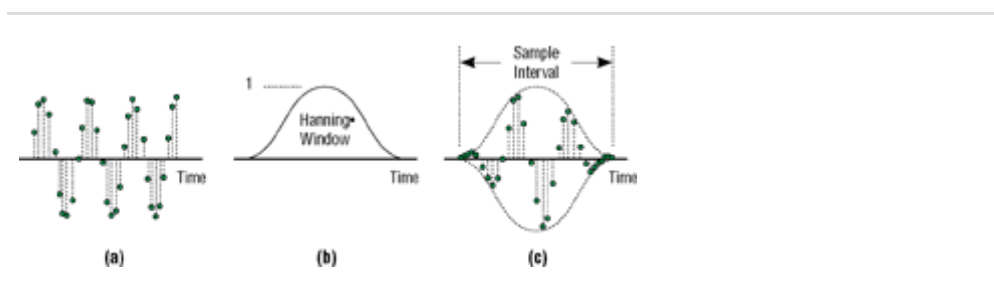 Sample
Interval
1
Hanning
Window
Time
Time
Time
(a)
(b)
(c)